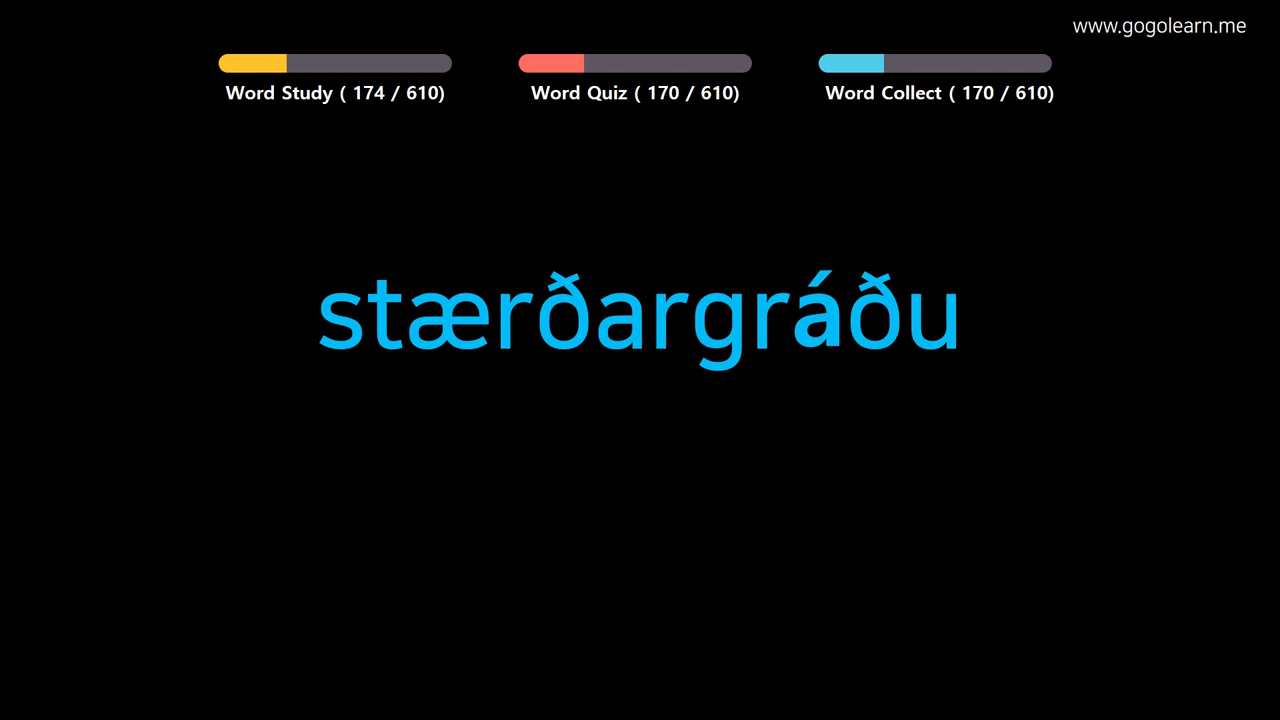 www.gogolearn.me
Word Study ( 174 / 610)
Word Quiz ( 170 / 610)
Word Collect ( 170 / 610)
stærðargráðu